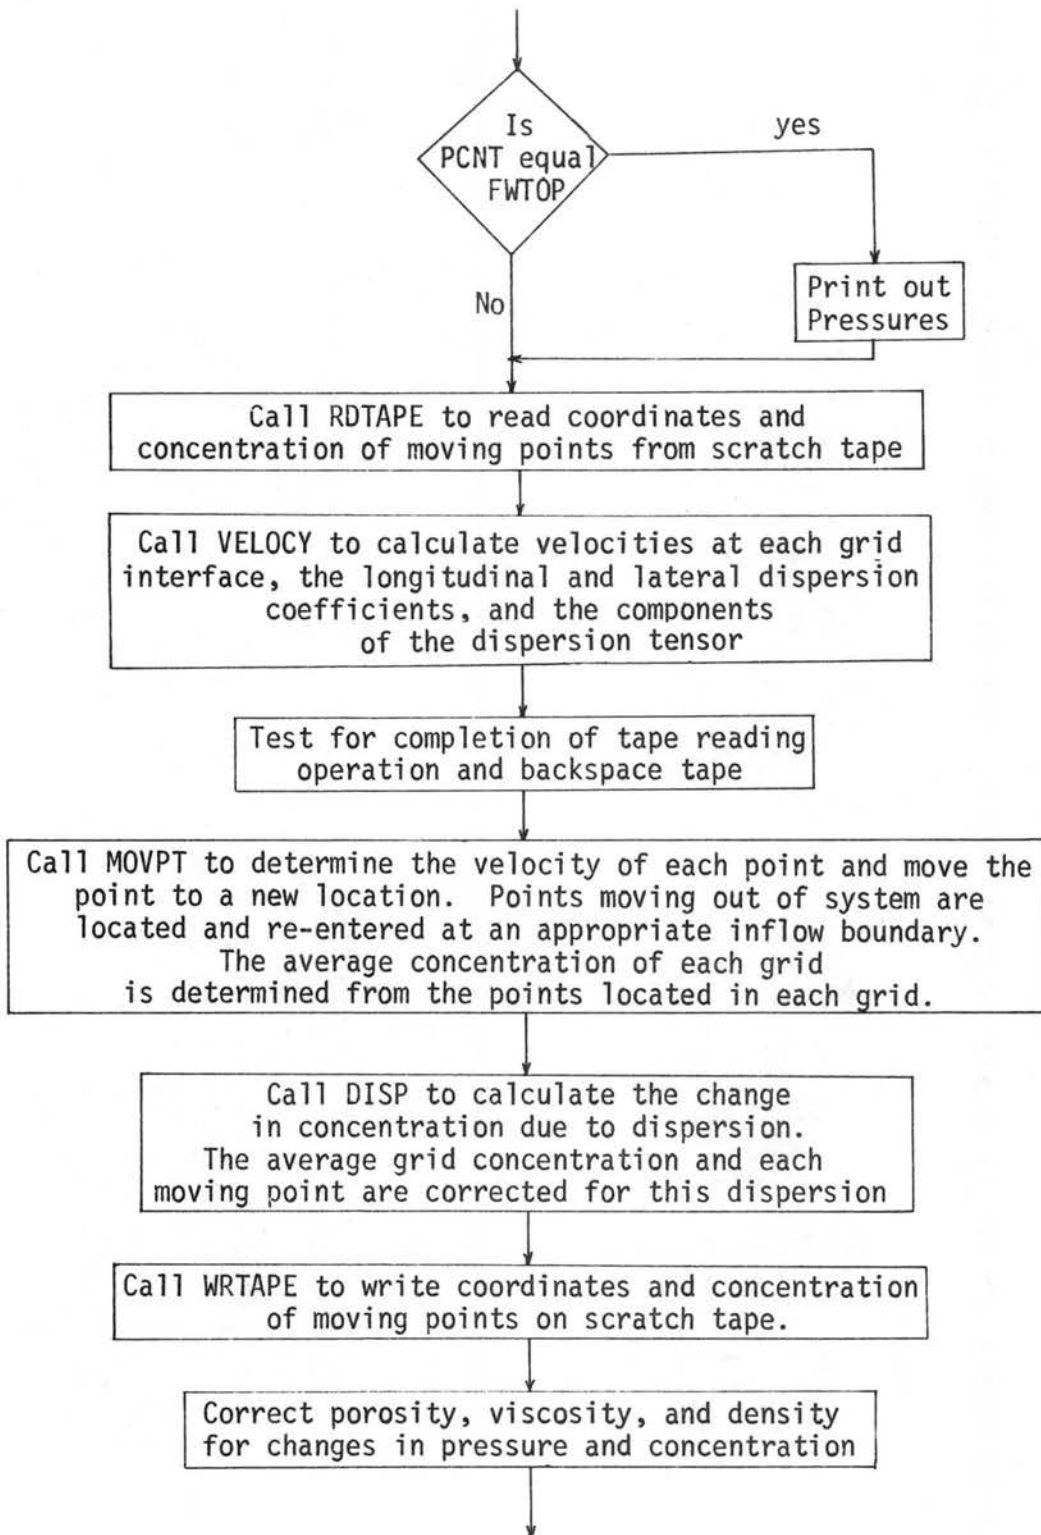 Is
PCNT equal
FWTOP
yes
No
Print out
Pressures
Call RDTAPE to read coordinates and
concentration of moving points from scratch tape
Call VELOCY to calculate velocities at each grid
interface, the longitudinal and lateral dispersion
coefficients, and the components
of the dispersion tensor
Test for completion of tape reading
operation and backspace tape
Call MOVPT to determine the velocity of each point and move the
point to a new location. Points moving out of system are
located and re-entered at an appropriate inflow boundary.
The average concentration of each grid
is determined from the points located in each grid.
Call DISP to calculate the change
in concentration due to dispersion.
The average grid concentration and each
moving point are corrected for this dispersion
Call WRTAPE to write coordinates and concentration
of moving points on scratch tape.
Correct porosity, viscosity, and density
for changes in pressure and concentration